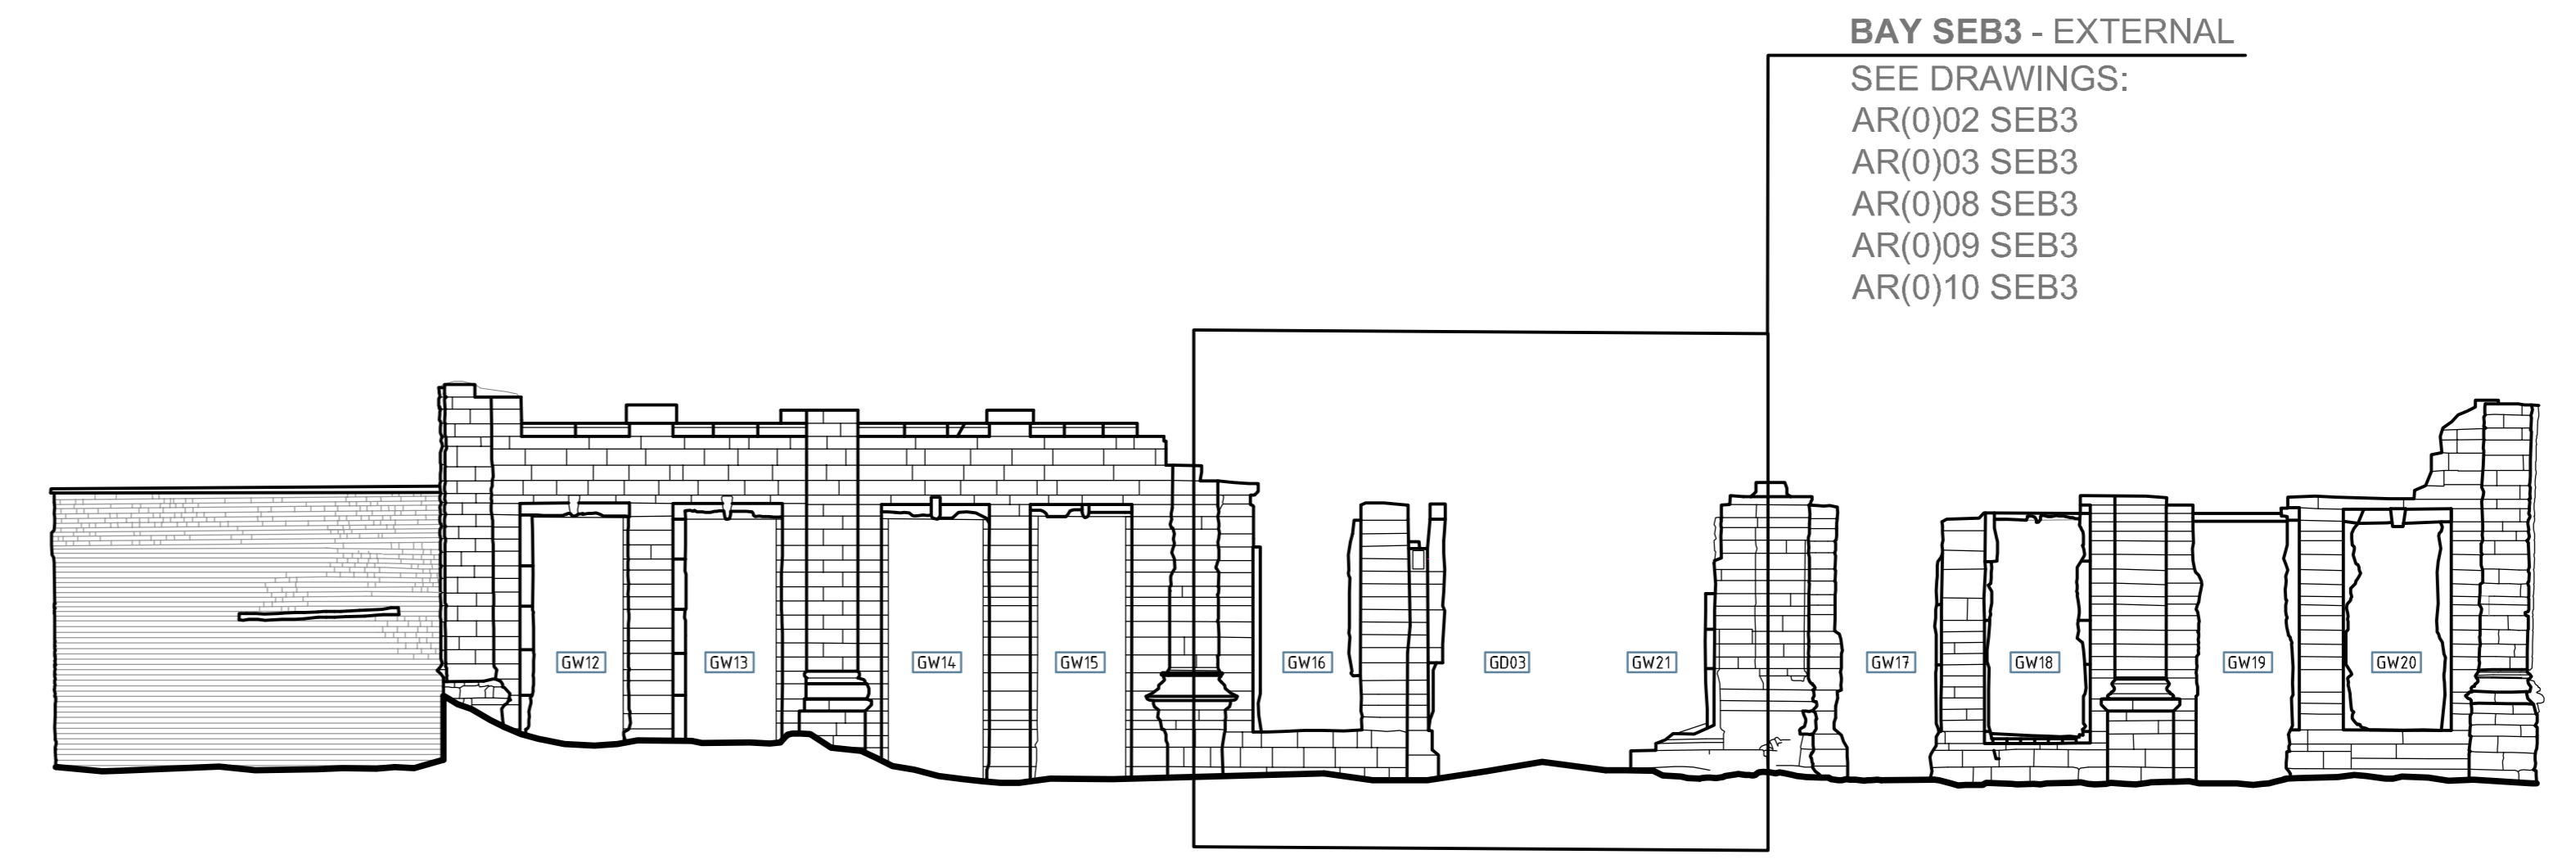 BAY SEB3 - EXTERNAL
SEE DRAWINGS:
AR(0)02 SEB3
AR(0)03 SEB3
AR(0)08 SEB3
AR(0)09 SEB3
AR(0)10 SEB3
GW12 GW13 GW14 GW15 GW16 GD03 GW21 GW17 GW18 GW19 GW20